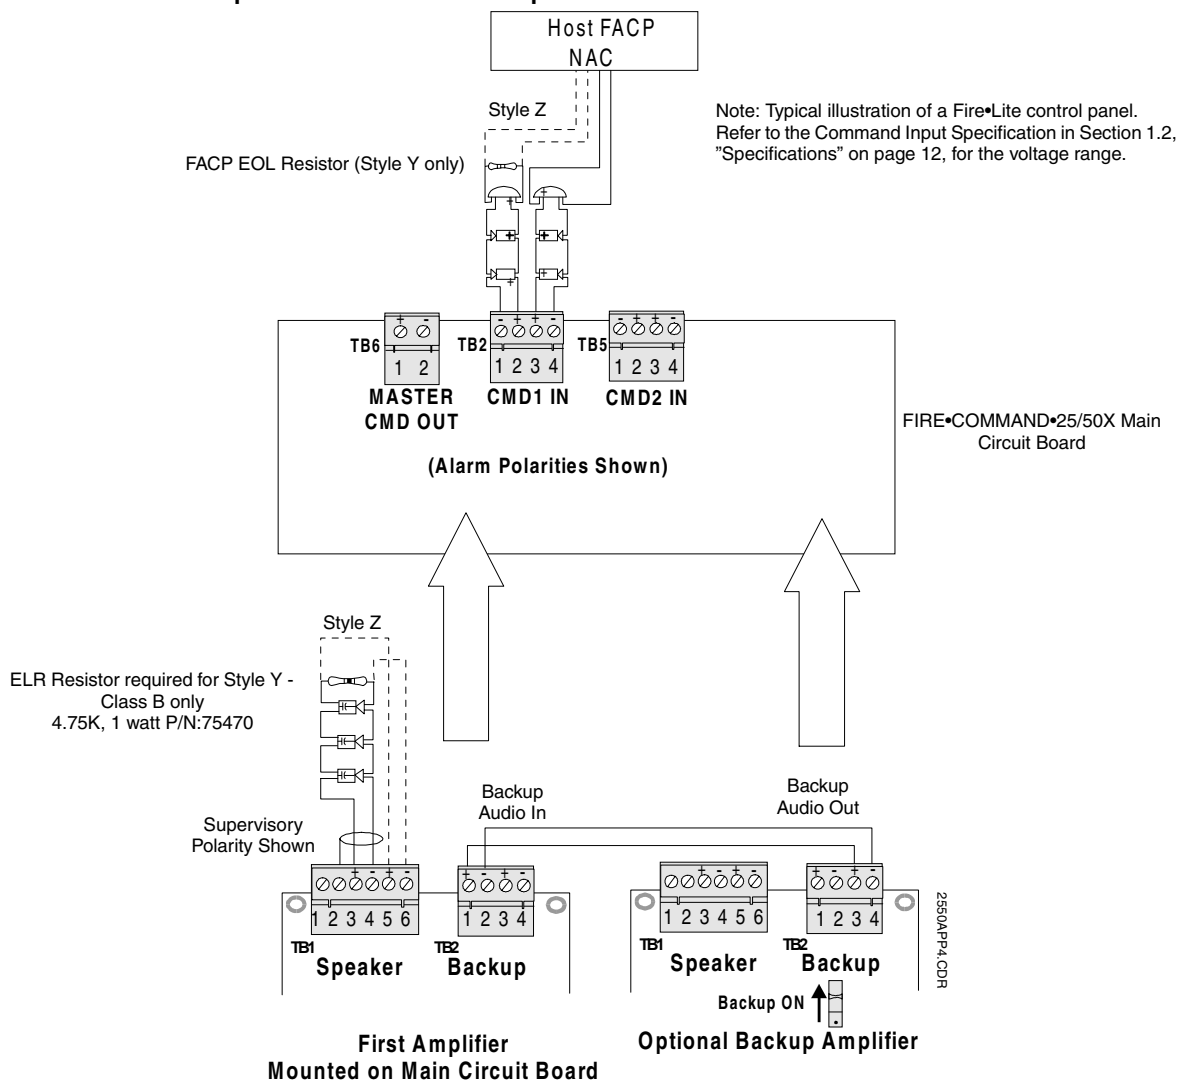 Host FACP
NAC
Style Z
Note: Typical illustration of a Fire•Lite control panel.
Refer to the Command Input Specification in Section 1.2,
"Specifications" on page 12, for the voltage range.
FACP EOL Resistor (Style Y only)
+
+
+ +
+
+
+ -
- + + -
- + + -
TB6
1 2
TB2
1 2 3 4
TB5
1 2 3 4
MASTER
CMD OUT
CMD1 IN
CMD2 IN
FIRE•COMMAND•25/50X Main
Circuit Board
(Alarm Polarities Shown)
Style Z
ELR Resistor required for Style Y -
Class B only
4.75K, 1 watt P/N:75470
Backup
Audio In
Backup
Audio Out
Supervisory
Polarity Shown
+ - + -
+ - + -
+ - + -
+ - + -
1 2 3 4 5 6
1 2 3 4
1 2 3 4 5 6
1 2 3 4
TB1
Speaker
TB2
Backup
TB1
Speaker
TB2
Backup
2550APP4.CDR
Backup ON
First Amplifier
Mounted on Main Circuit Board
Optional Backup Amplifier